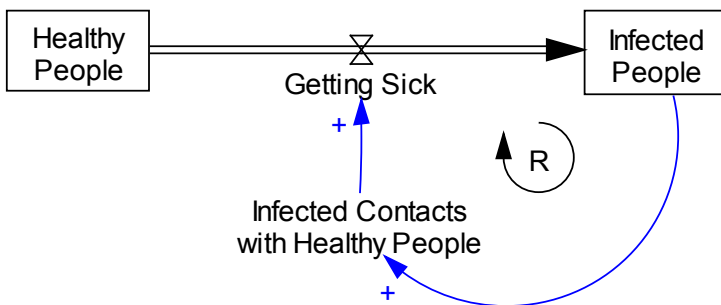 Healthy
People
Infected
People
Getting Sick
+
R
Infected Contacts
with Healthy People
+